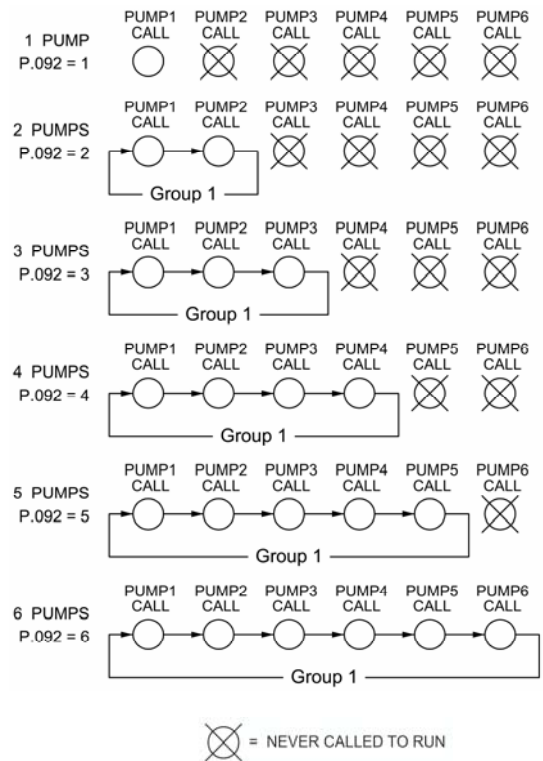 1 PUMP
P.092 = 1
PUMP1 CALL
PUMP2 CALL
PUMP3 CALL
PUMP4 CALL
PUMP5 CALL
PUMP6 CALL
2 PUMPS
P.092 = 2
PUMP1 CALL
PUMP2 CALL
PUMP3 CALL
PUMP4 CALL
PUMP5 CALL
PUMP6 CALL
Group 1
3 PUMPS
P.092 = 3
PUMP1 CALL
PUMP2 CALL
PUMP3 CALL
PUMP4 CALL
PUMP5 CALL
PUMP6 CALL
Group 1
4 PUMPS
P.092 = 4
PUMP1 CALL
PUMP2 CALL
PUMP3 CALL
PUMP4 CALL
PUMP5 CALL
PUMP6 CALL
Group 1
5 PUMPS
P.092 = 5
PUMP1 CALL
PUMP2 CALL
PUMP3 CALL
PUMP4 CALL
PUMP5 CALL
PUMP6 CALL
Group 1
6 PUMPS
P.092 = 6
PUMP1 CALL
PUMP2 CALL
PUMP3 CALL
PUMP4 CALL
PUMP5 CALL
PUMP6 CALL
Group 1
= NEVER CALLED TO RUN